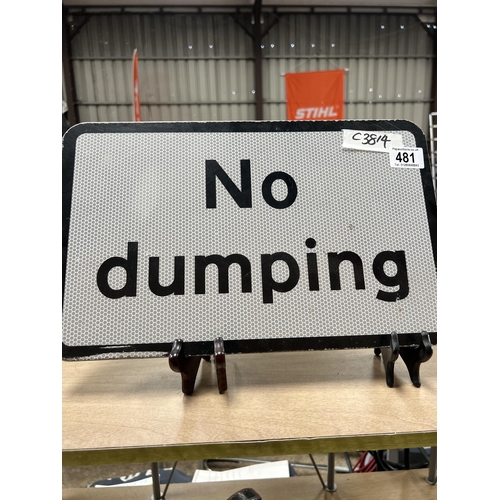 STIHL
C3814
481
No
dumping